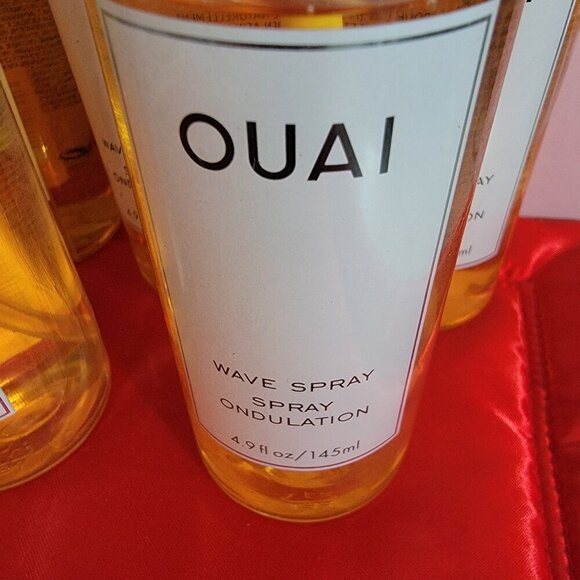 OUAI
WAVE SPRAY
SPRAY
ONDULATION
4.9 fl oz/145ml